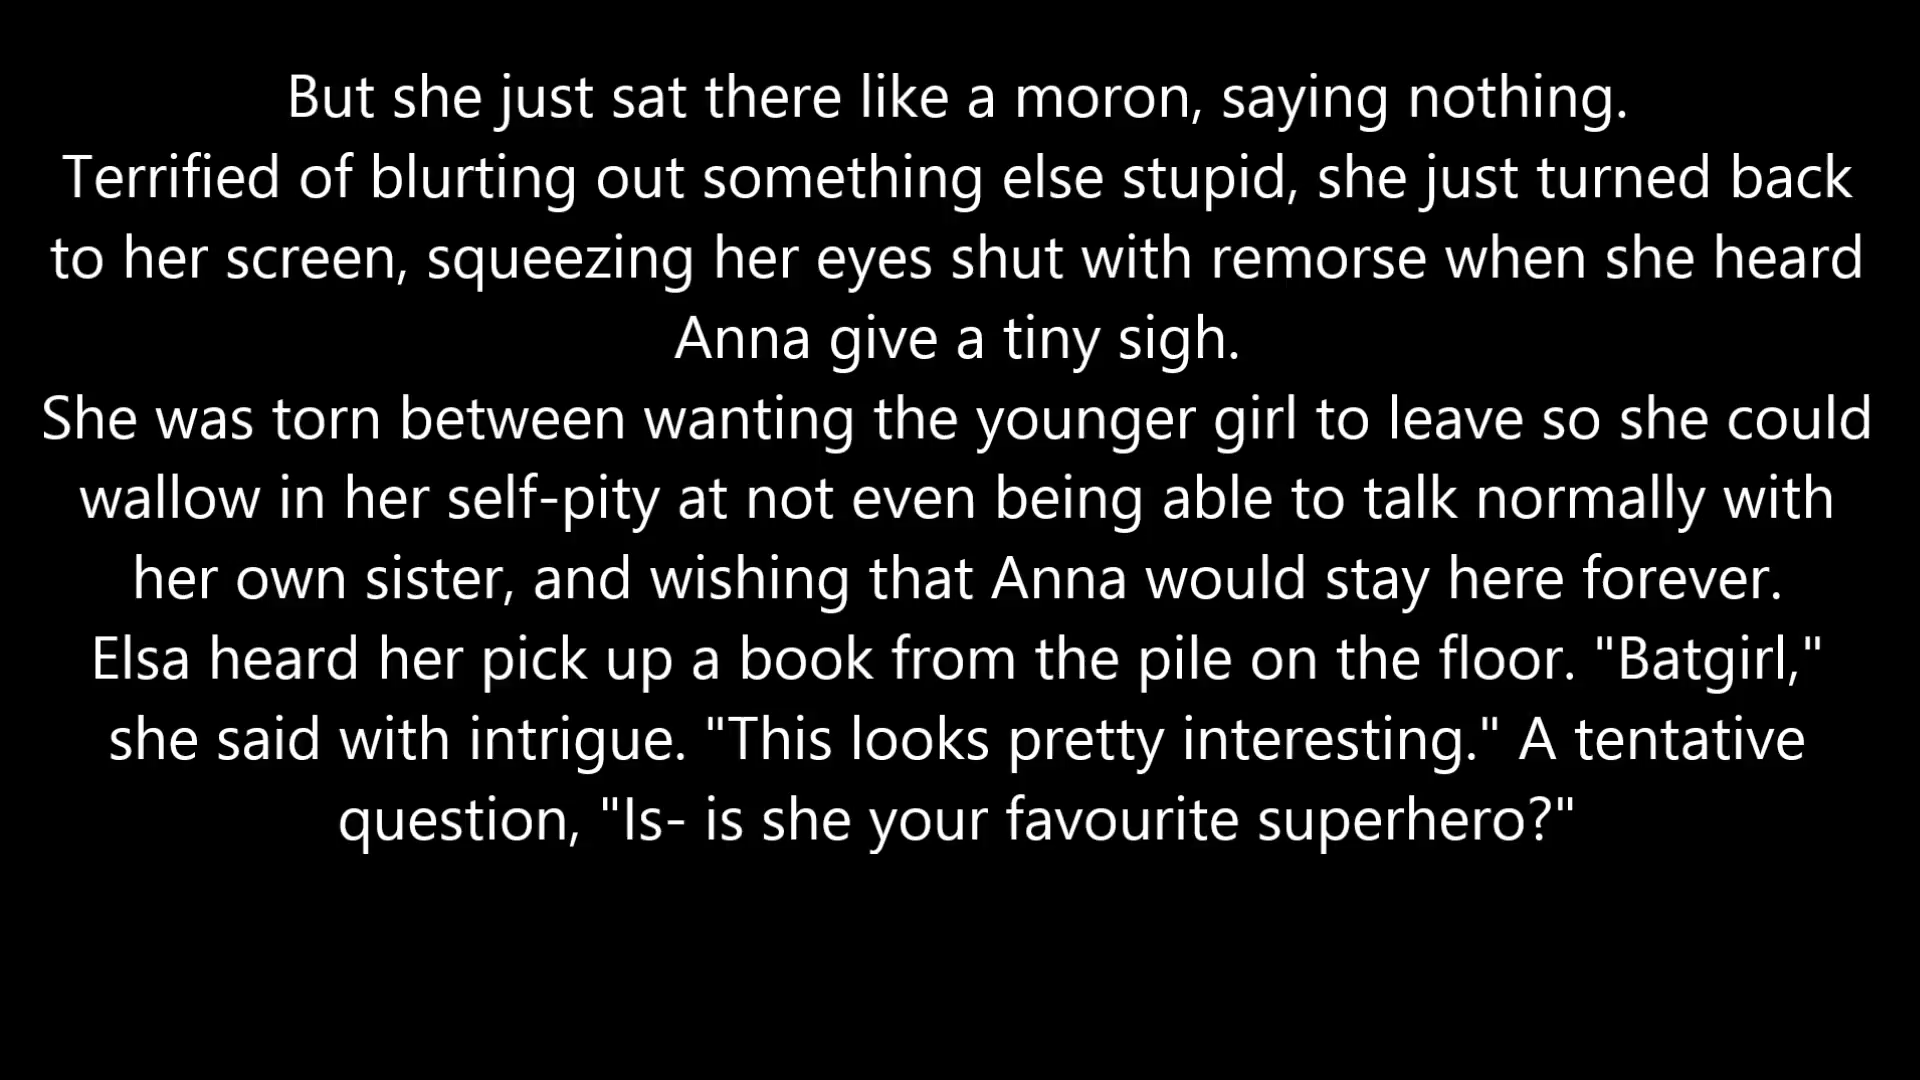 But she just sat there like a moron, saying nothing.
Terrified of blurting out something else stupid, she just turned back
to her screen, squeezing her eyes shut with remorse when she heard
Anna give a tiny sigh.
She was torn between wanting the younger girl to leave so she could
wallow in her self-pity at not even being able to talk normally with
her own sister, and wishing that Anna would stay here forever.
Elsa heard her pick up a book from the pile on the floor. "Batgirl,"
she said with intrigue. "This looks pretty interesting." A tentative
question, "Is- is she your favourite superhero?"